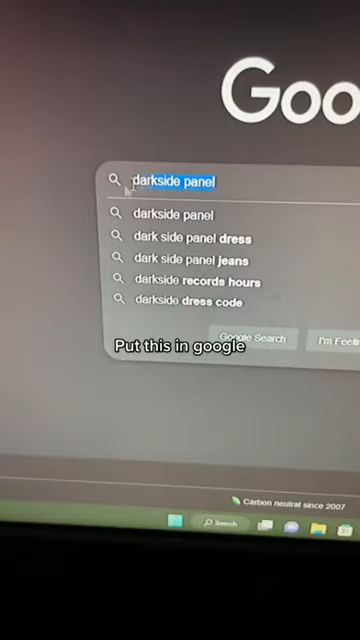 Goo
darkside panel
darkside panel
dark side panel dress
dark side panel jeans
darkside records hours
darkside dress code
Google Search
I'm Feeli
Put this in google
Carbon neutral since 2007
Search